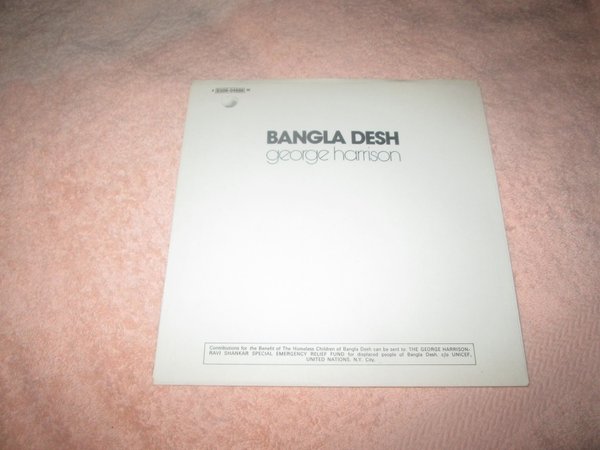 BANGLA DESH
george harrison
Contributions for the Benefit of The Homeless Children of Bangla Desh can be sent to: THE GEORGE HARRISON-
RAVI SHANKAR SPECIAL EMERGENCY RELIEF FUND for displaced people of Bangla Desh, c/o UNICEF,
UNITED NATIONS, N.Y. City.